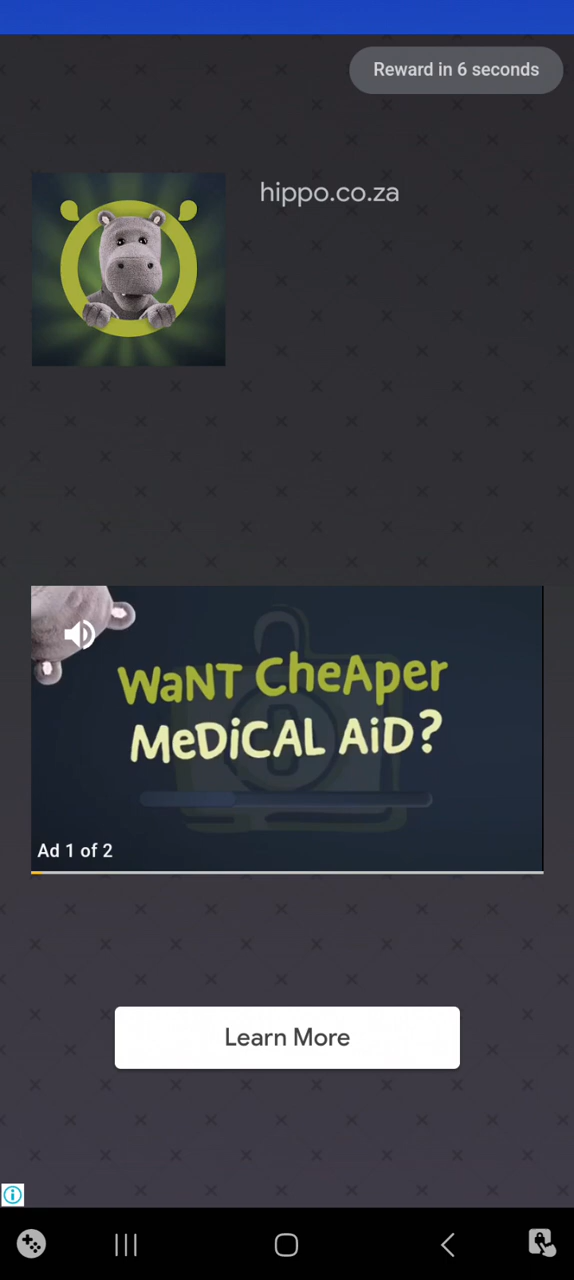 Reward in 6 seconds
hippo.co.za
WaNT CheAper
MeDiCAL AiD?
Ad 1 of 2
Learn More